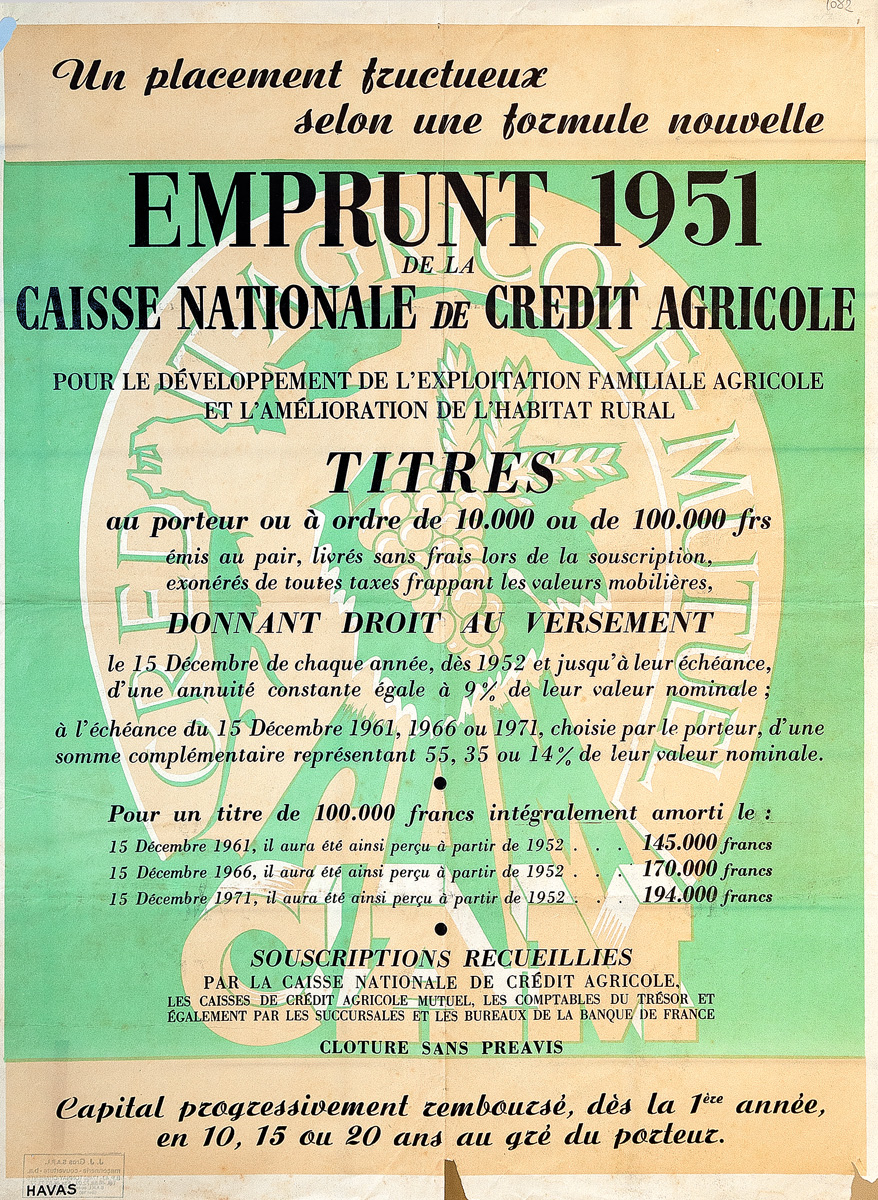 1082
Un placement fructueux
selon une formule nouvelle
EMPRUNT 1951
DE LA
CAISSE NATIONALE DE CREDIT AGRICOLE
POUR LE DÉVELOPPEMENT DE L'EXPLOITATION FAMILIALE AGRICOLE
ET L'AMÉLIORATION DE L'HABITAT RURAL
TITRES
au porteur ou à ordre de 10.000 ou de 100.000 frs
émis au pair, livrés sans frais lors de la souscription,
exonérés de toutes taxes frappant les valeurs mobilières,
DONNANT DROIT AU VERSEMENT
le 15 Décembre de chaque année, dès 1952 et jusqu'à leur échéance,
d'une annuité constante égale à 9% de leur valeur nominale ;
à l'échéance du 15 Décembre 1961, 1966 ou 1971, choisie par le porteur, d'une
somme complémentaire représentant 55, 35 ou 14% de leur valeur nominale.
Pour un titre de 100.000 francs intégralement amorti le :
15 Décembre 1961, il aura été ainsi perçu à partir de 1952 . . . 145.000 francs
15 Décembre 1966, il aura été ainsi perçu à partir de 1952 . . . 170.000 francs
15 Décembre 1971, il aura été ainsi perçu à partir de 1952 . . . 194.000 francs
SOUSCRIPTIONS RECUEILLIES
PAR LA CAISSE NATIONALE DE CRÉDIT AGRICOLE,
LES CAISSES DE CRÉDIT AGRICOLE MUTUEL, LES COMPTABLES DU TRÉSOR ET
ÉGALEMENT PAR LES SUCCURSALES ET LES BUREAUX DE LA BANQUE DE FRANCE
CLOTURE SANS PREAVIS
CREDIT AGRICOLE MUTUEL
CAM
Capital progressivement remboursé, dès la 1ère année,
en 10, 15 ou 20 ans au gré du porteur.
J.J. Gras S.A.R.L.
HAVAS